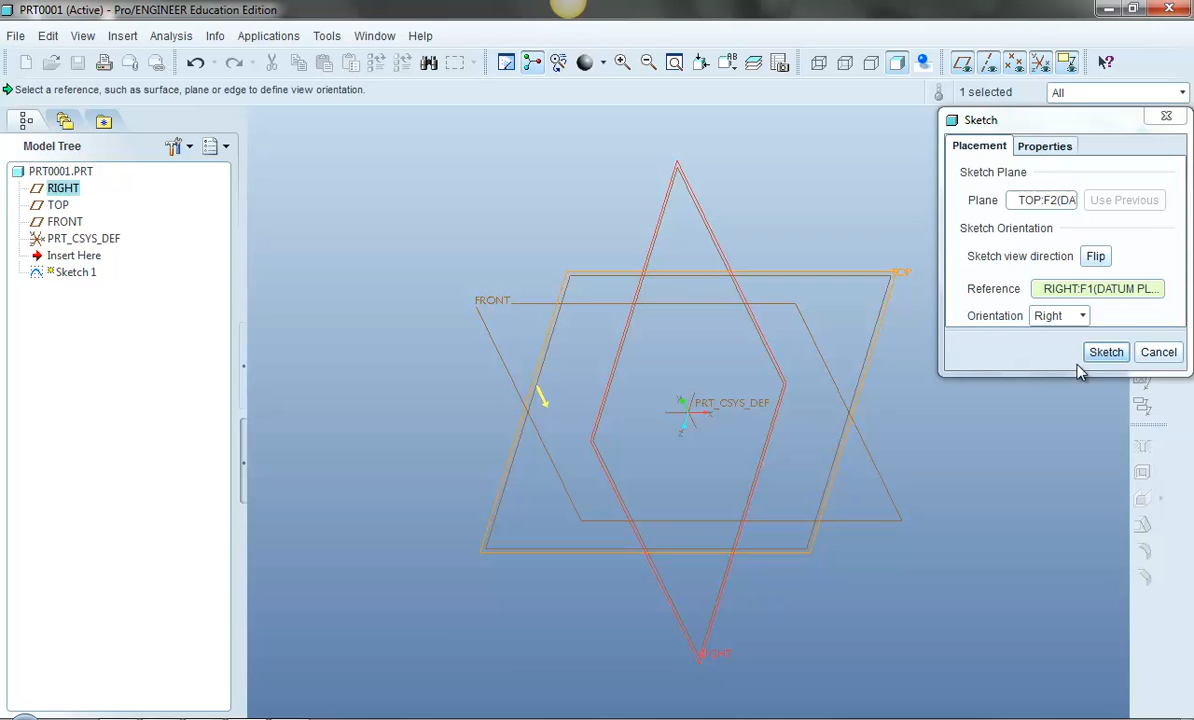 PRT0001 (Active) - Pro/ENGINEER Education Edition
File Edit View Insert Analysis Info Applications Tools Window Help
Select a reference, such as surface, plane or edge to define view orientation.
1 selected
All
Model Tree
PRT0001.PRT
RIGHT
TOP
FRONT
PRT_CSYS_DEF
Insert Here
Sketch 1
TOP
FRONT
PRT_CSYS_DEF
X
Z
RIGHT
Sketch
Placement Properties
Sketch Plane
Plane TOP:F2(DA Use Previous
Sketch Orientation
Sketch view direction Flip
Reference RIGHT:F1(DATUM PL...
Orientation Right
Sketch Cancel